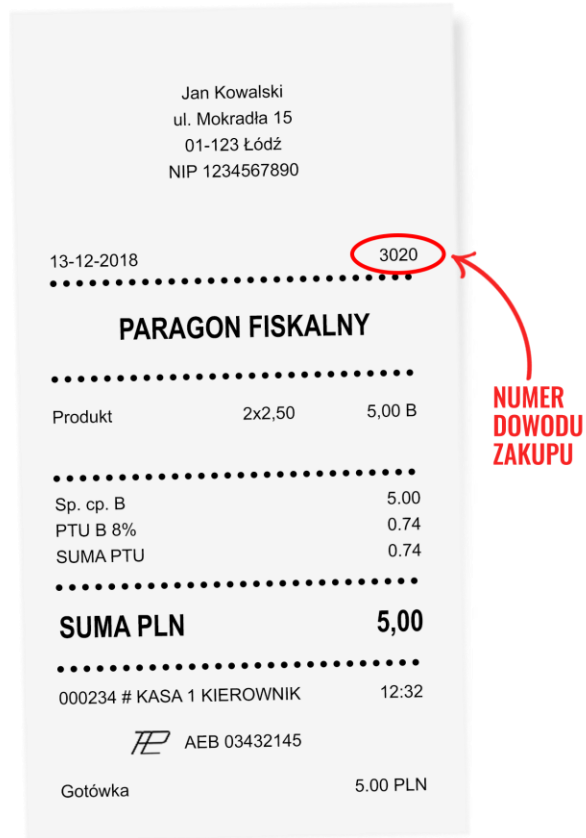 Jan Kowalski
ul. Mokradła 15
01-123 Łódź
NIP 1234567890
13-12-2018 3020
PARAGON FISKALNY
NUMER
DOWODU
ZAKUPU
Produkt 2x2,50 5,00 B
Sp. cp. B 5.00
PTU B 8% 0.74
SUMA PTU 0.74
SUMA PLN 5,00
000234 # KASA 1 KIEROWNIK 12:32
AEB 03432145
Gotówka 5.00 PLN